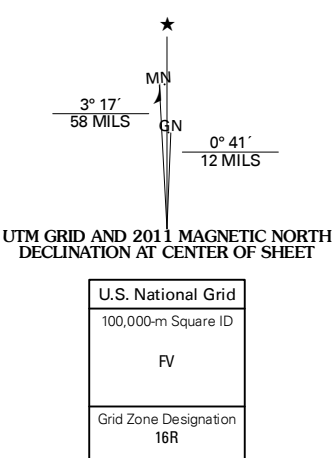 ★
MN
3° 17´
58 MILS
GN
0° 41´
12 MILS
UTM GRID AND 2011 MAGNETIC NORTH
DECLINATION AT CENTER OF SHEET
U.S. National Grid
100,000-m Square ID
FV
Grid Zone Designation
16R